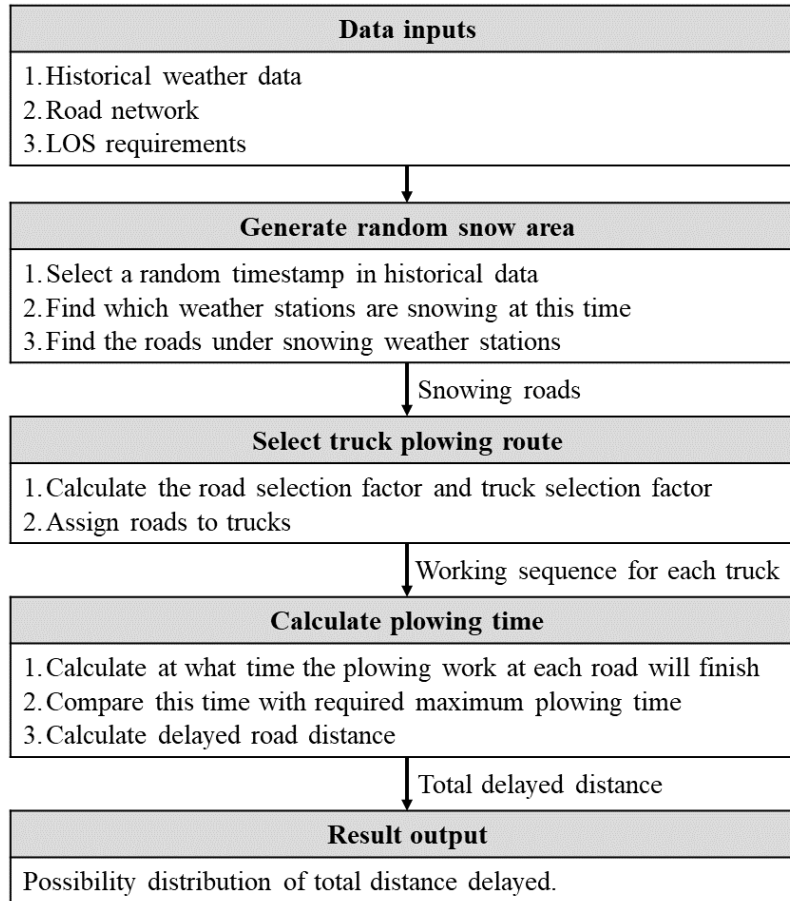 Data inputs
1.Historical weather data
2.Road network
3.LOS requirements
Generate random snow area
1.Select a random timestamp in historical data
2.Find which weather stations are snowing at this time
3.Find the roads under snowing weather stations
Snowing roads
Select truck plowing route
1.Calculate the road selection factor and truck selection factor
2.Assign roads to trucks
Working sequence for each truck
Calculate plowing time
1.Calculate at what time the plowing work at each road will finish
2.Compare this time with required maximum plowing time
3.Calculate delayed road distance
Total delayed distance
Result output
Possibility distribution of total distance delayed.